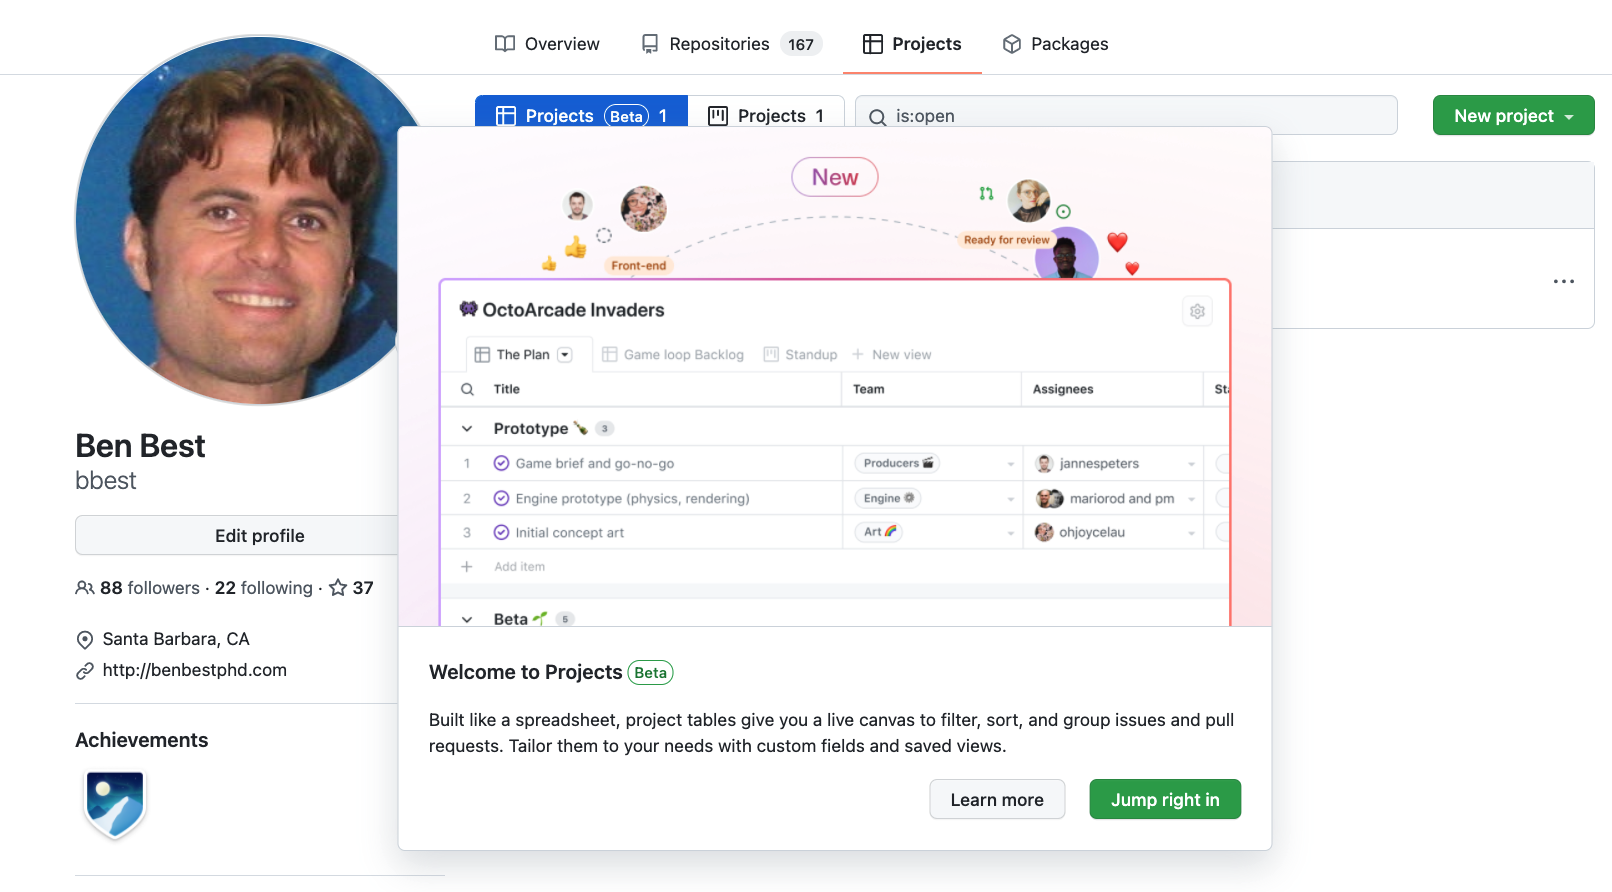 Overview
Repositories 167
Projects
Packages
Projects Beta 1
Projects 1
is:open
New project
New
Ready for review
Front-end
OctoArcade Invaders
The Plan
Game loop Backlog
Standup
New view
Title
Team
Assignees
Sta
Prototype 3
1 Game brief and go-no-go Producers jannespeters
2 Engine prototype (physics, rendering) Engine mariorod and pm
3 Initial concept art Art ohjoycelau
+ Add item
Beta 5
Ben Best
bbest
Edit profile
88 followers · 22 following · 37
Santa Barbara, CA
http://benbestphd.com
Achievements
Welcome to Projects Beta
Built like a spreadsheet, project tables give you a live canvas to filter, sort, and group issues and pull
requests. Tailor them to your needs with custom fields and saved views.
Learn more
Jump right in